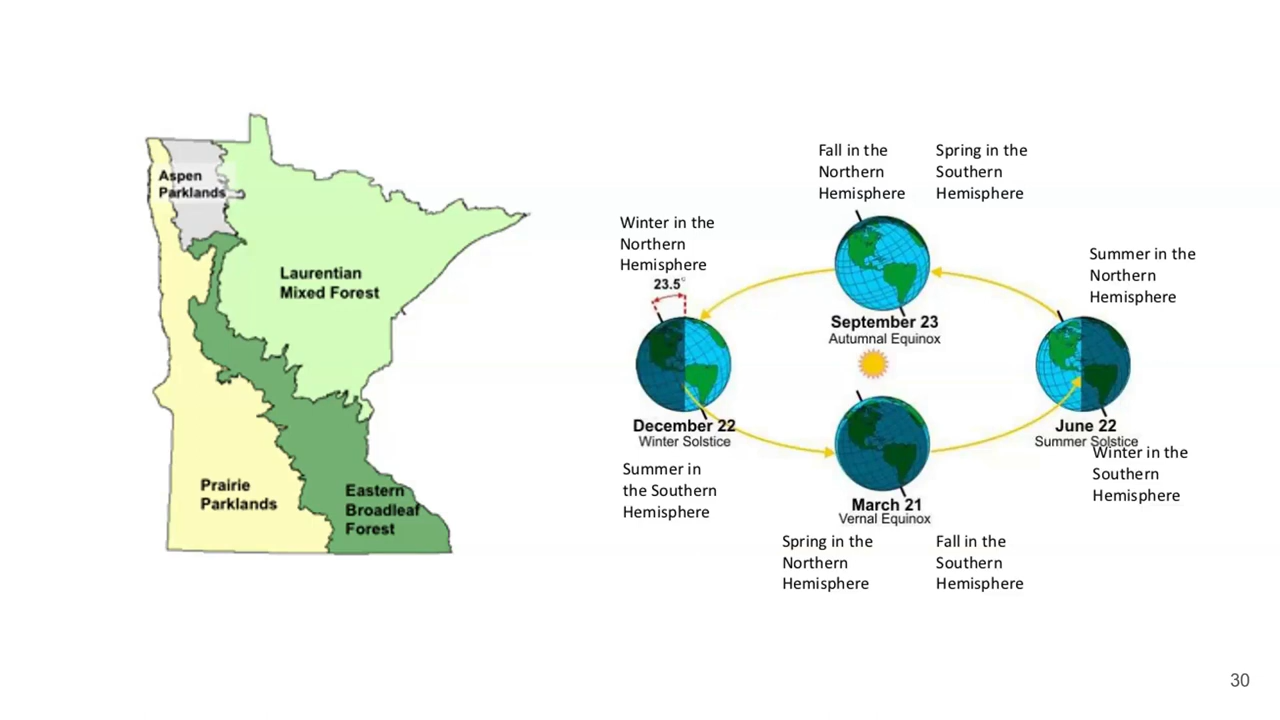 Aspen
Parklands
Laurentian
Mixed Forest
Prairie
Parklands
Eastern
Broadleaf
Forest
Fall in the
Northern
Hemisphere
Spring in the
Southern
Hemisphere
Winter in the
Northern
Hemisphere
23.5°
Summer in the
Northern
Hemisphere
September 23
Autumnal Equinox
December 22
Winter Solstice
June 22
Summer Solstice
Summer in
the Southern
Hemisphere
Winter in the
Southern
Hemisphere
March 21
Vernal Equinox
Spring in the
Northern
Hemisphere
Fall in the
Southern
Hemisphere
30